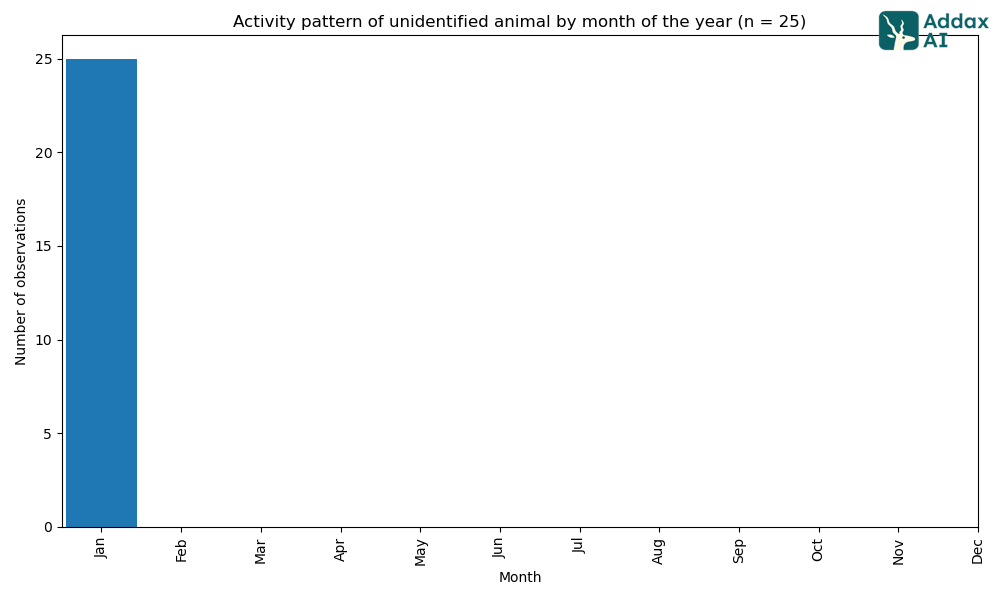 Activity pattern of unidentified animal by month of the year (n = 25)
Addax
AI
Number of observations
25
20
15
10
5
0
Jan
Feb
Mar
Apr
May
Jun
Jul
Aug
Sep
Oct
Nov
Dec
Month